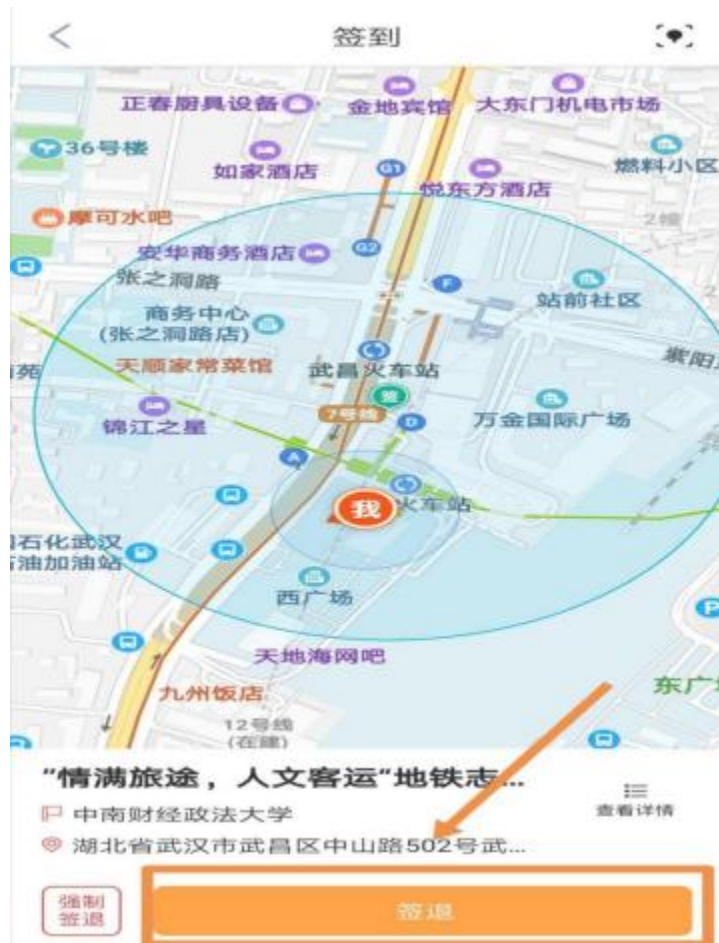 签到
正春厨具设备
金地宾馆
大东门机电市场
36号楼
如家酒店
G1
燃料小区
悦东方酒店
摩可水吧
2幢
安华商务酒店
G2
张之洞路
F
站前社区
商务中心
(张之洞路店)
紫阳
天顺家常菜馆
武昌火车站
苑
签
7号线
D
万金国际广场
锦江之星
A
我
火车站
石化武汉
油加油站
西广场
P
天地海网吧
九州饭店
东广
12号线
(在建)
“情满旅途，人文客运“地铁志...
中南财经政法大学
查看详情
湖北省武汉市武昌区中山路502号武...
强制
签退
签退